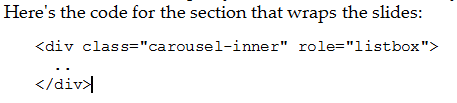 Here's the code for the section that wraps the slides:
<div class="carousel-inner" role="listbox">
..
</div>